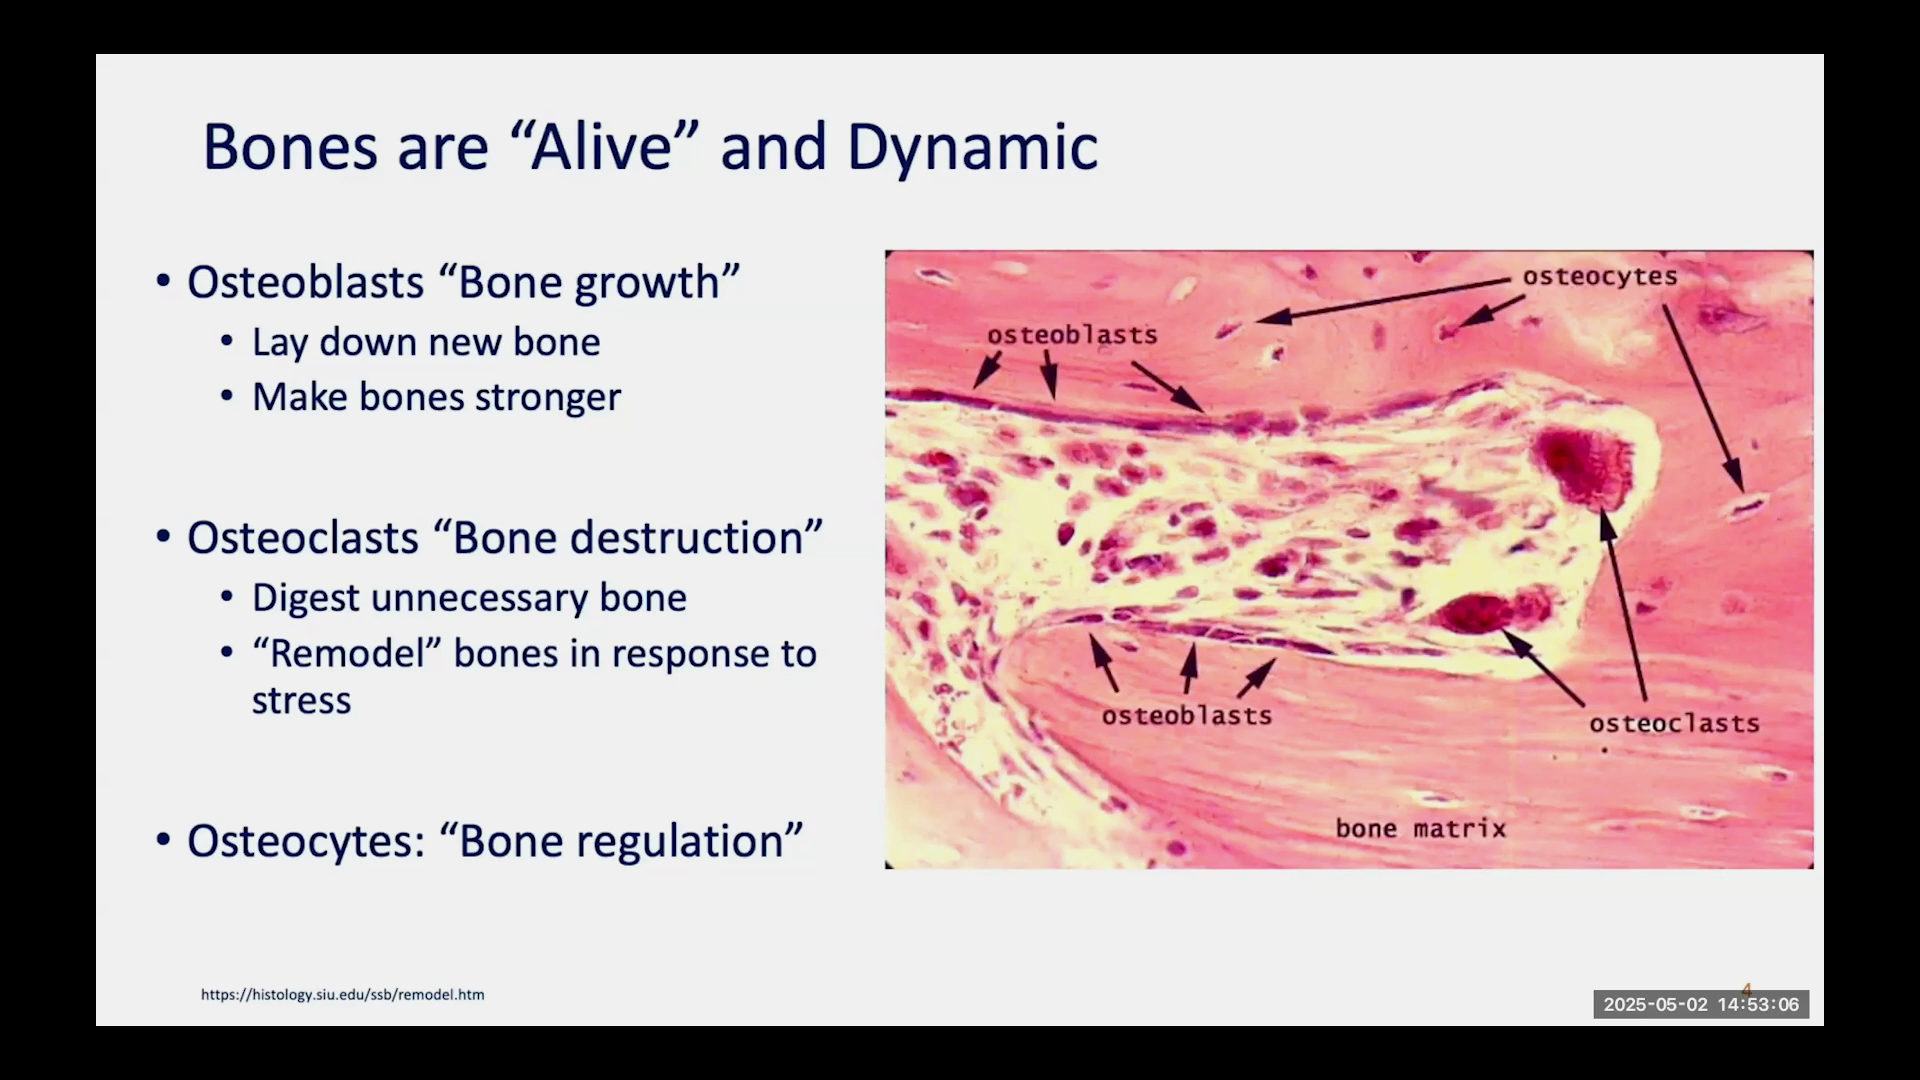 Bones are “Alive” and Dynamic
• Osteoblasts “Bone growth”
• Lay down new bone
• Make bones stronger
• Osteoclasts “Bone destruction”
• Digest unnecessary bone
• “Remodel” bones in response to
stress
• Osteocytes: “Bone regulation”
osteocytes
osteoblasts
osteoblasts
osteoclasts
bone matrix
https://histology.siu.edu/ssb/remodel.htm
4
2025-05-02 14:53:06